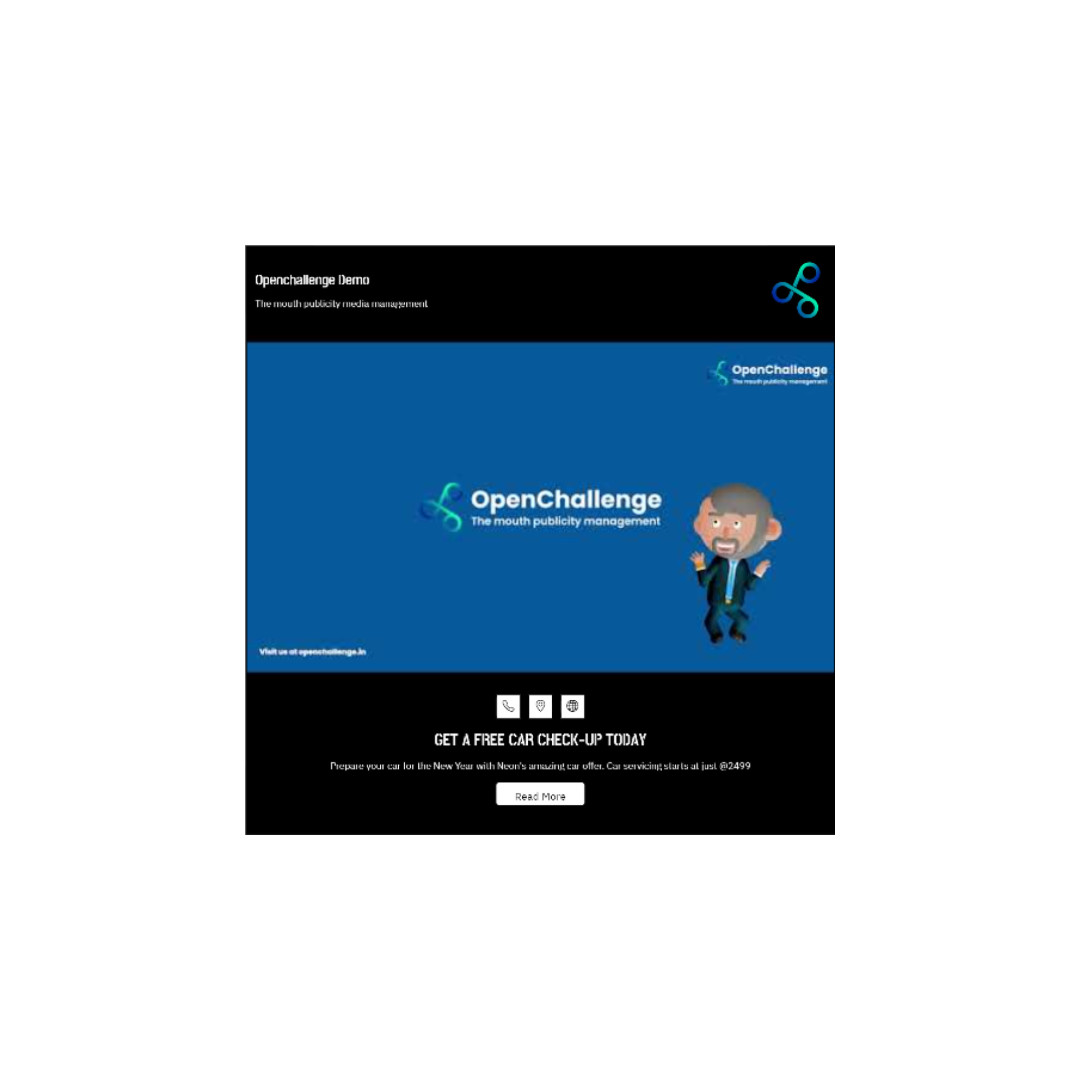 Openchallenge Demo
The mouth publicity media management
OpenChallenge
The mouth publicity management
OpenChallenge
The mouth publicity management
Visit us at openchallenge.in
GET A FREE CAR CHECK-UP TODAY
Prepare your car for the New Year with Neon's amazing car offer. Car servicing starts at just @2499
Read More